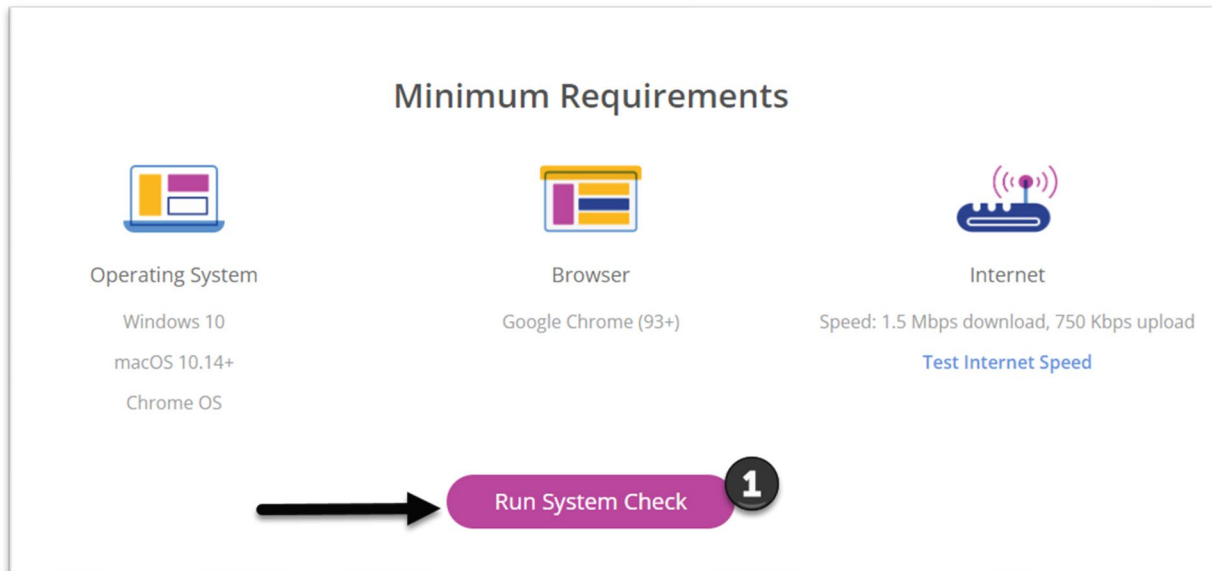 Minimum Requirements
Operating System
Windows 10
macOS 10.14+
Chrome OS
Browser
Google Chrome (93+)
Internet
Speed: 1.5 Mbps download, 750 Kbps upload
Test Internet Speed
Run System Check
1